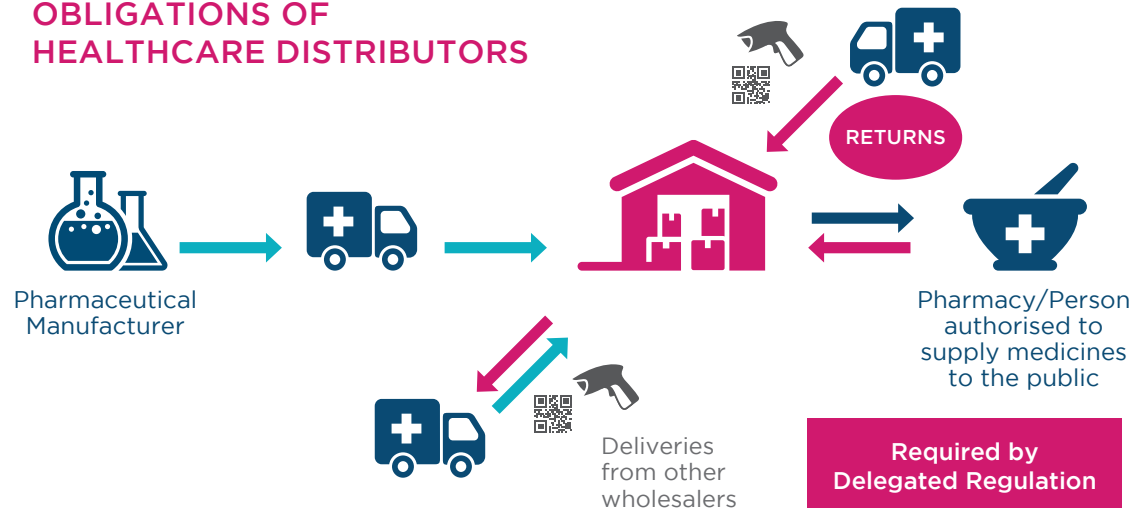 OBLIGATIONS OF
HEALTHCARE DISTRIBUTORS
RETURNS
Pharmaceutical
Manufacturer
Pharmacy/Person
authorised to
supply medicines
to the public
Deliveries
from other
wholesalers
Required by
Delegated Regulation